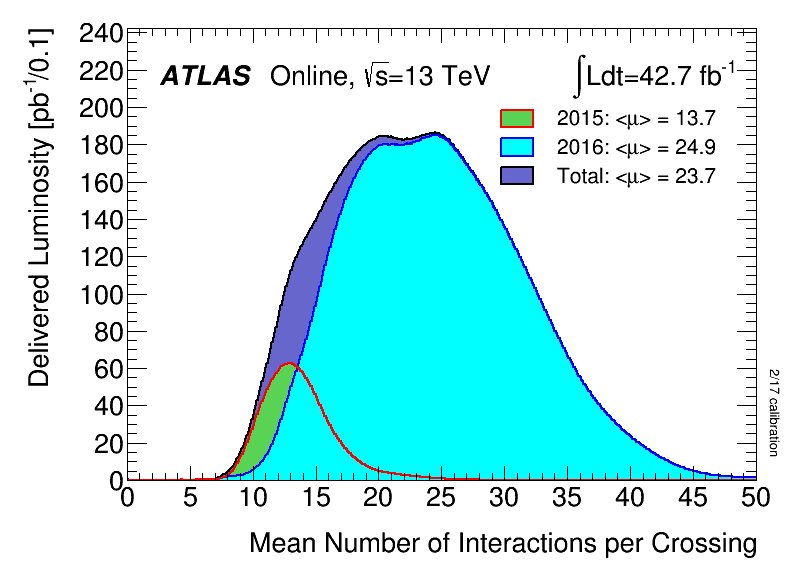 Delivered Luminosity [pb⁻¹/0.1]
240
220
200
180
160
140
120
100
80
60
40
20
0
ATLAS Online, √s=13 TeV
∫Ldt=42.7 fb⁻¹
2015: <μ> = 13.7
2016: <μ> = 24.9
Total: <μ> = 23.7
2/17 calibration
0 5 10 15 20 25 30 35 40 45 50
Mean Number of Interactions per Crossing